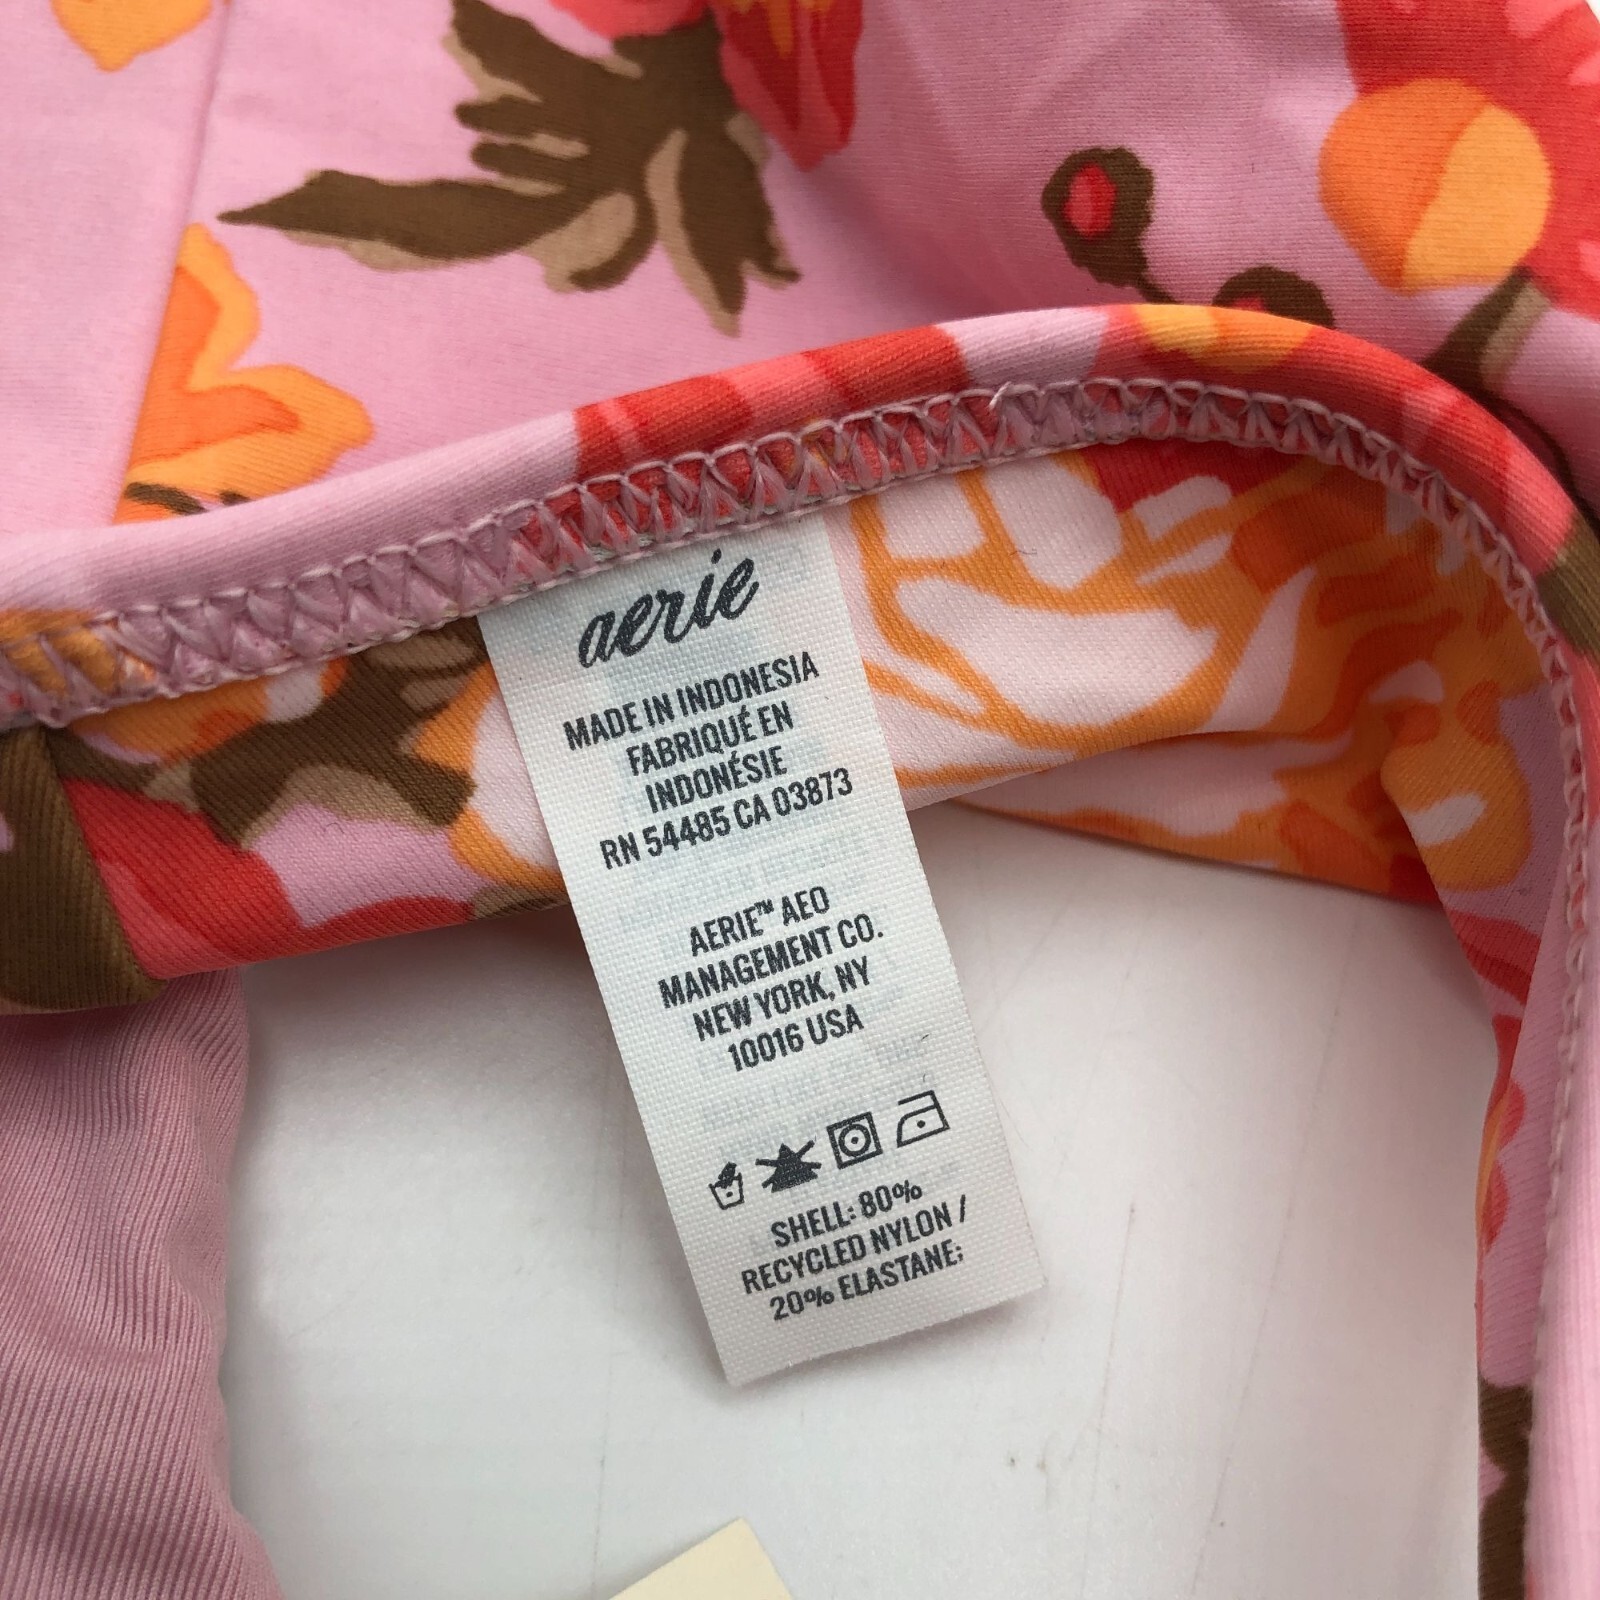 aerie
MADE IN INDONESIA
FABRIQUÉ EN
INDONÉSIE
RN 54485 CA 03873
AERIE™ AEO
MANAGEMENT CO.
NEW YORK, NY
10016 USA
SHELL: 80%
RECYCLED NYLON /
20% ELASTANE;